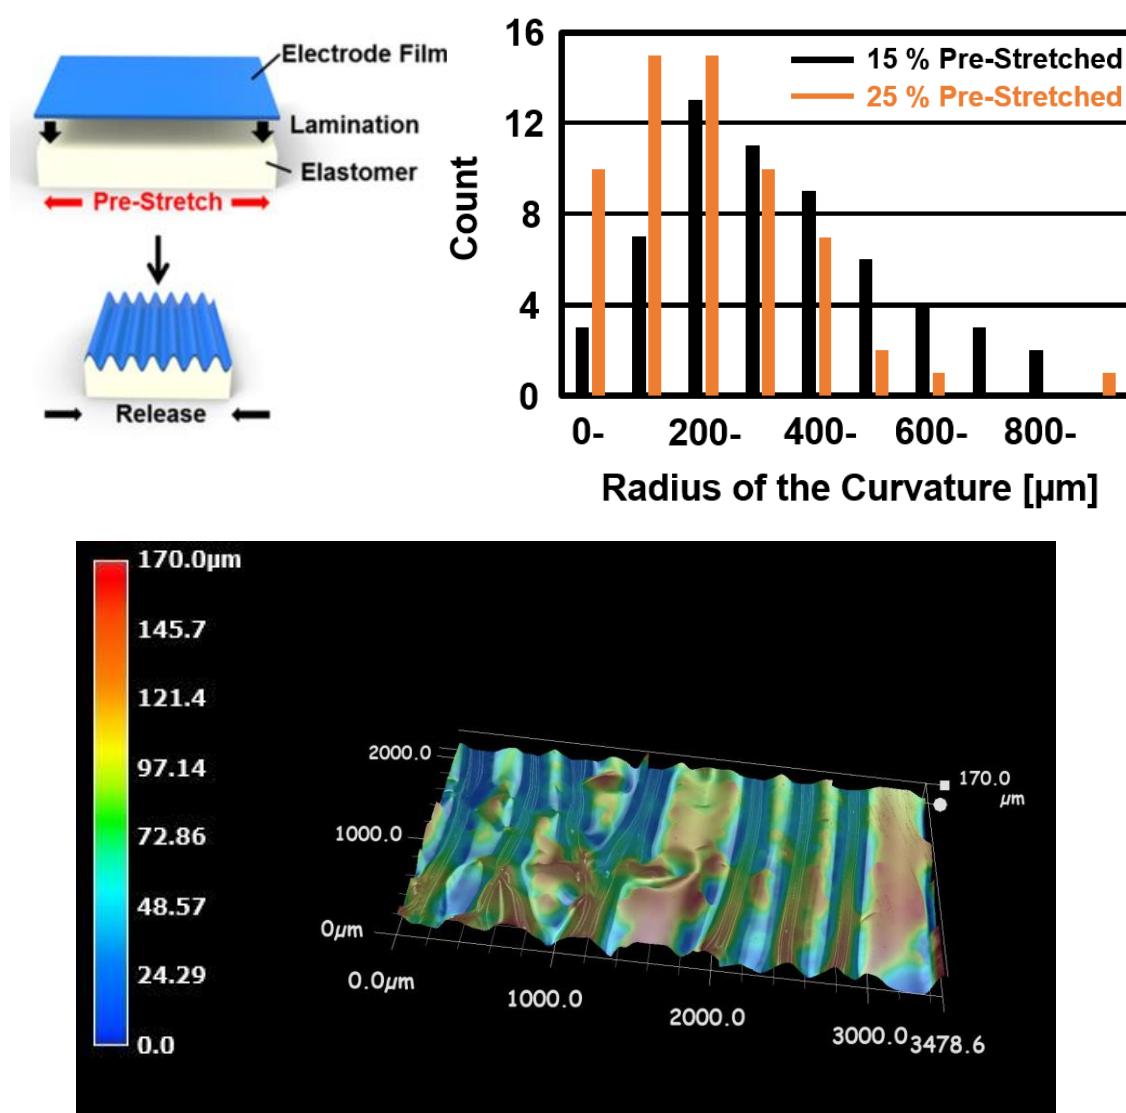 Electrode Film
Lamination
Elastomer
Pre-Stretch
Release
16
12
8
4
0
Count
15 % Pre-Stretched
25 % Pre-Stretched
0-
200-
400-
600-
800-
Radius of the Curvature [µm]
170.0µm
145.7
121.4
97.14
72.86
48.57
24.29
0.0
2000.0
1000.0
0µm
0.0µm
1000.0
2000.0
3000.0
3478.6
170.0
µm